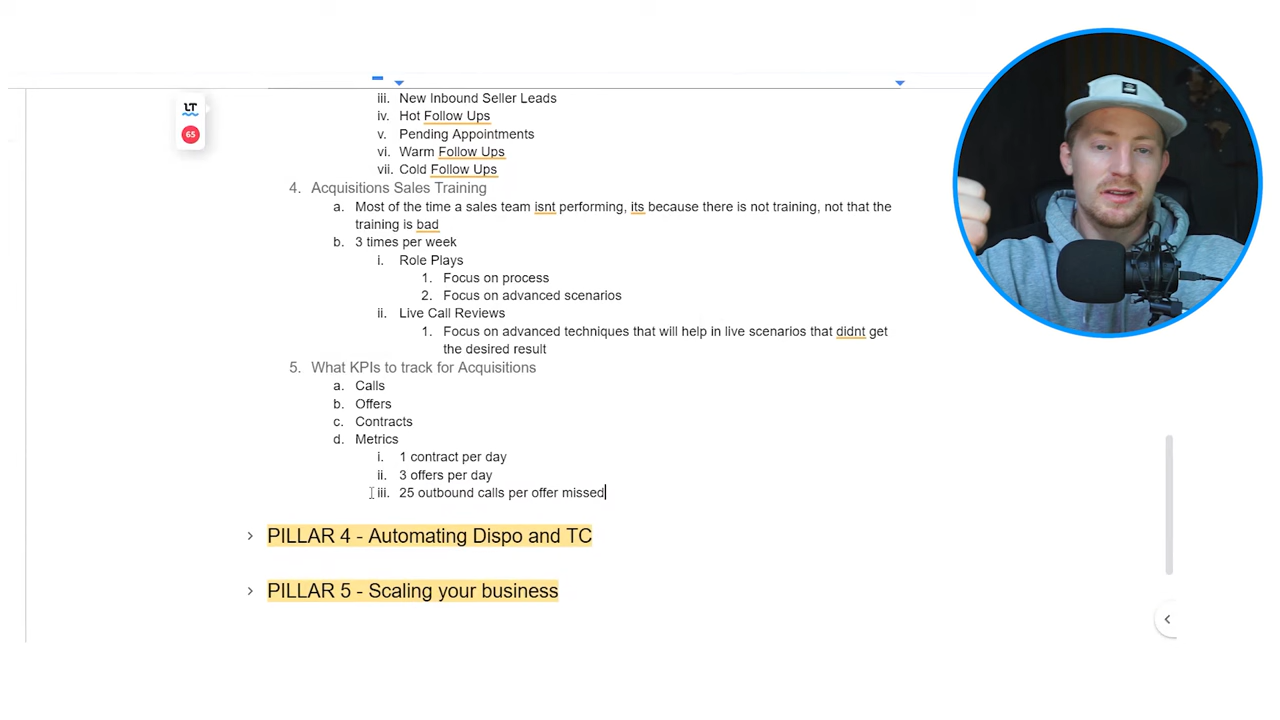 LT
65
iii. New Inbound Seller Leads
iv. Hot Follow Ups
v. Pending Appointments
vi. Warm Follow Ups
vii. Cold Follow Ups
4. Acquisitions Sales Training
a. Most of the time a sales team isnt performing, its because there is not training, not that the
training is bad
b. 3 times per week
i. Role Plays
1. Focus on process
2. Focus on advanced scenarios
ii. Live Call Reviews
1. Focus on advanced techniques that will help in live scenarios that didnt get
the desired result
5. What KPIs to track for Acquisitions
a. Calls
b. Offers
c. Contracts
d. Metrics
i. 1 contract per day
ii. 3 offers per day
iii. 25 outbound calls per offer missed
PILLAR 4 - Automating Dispo and TC
PILLAR 5 - Scaling your business